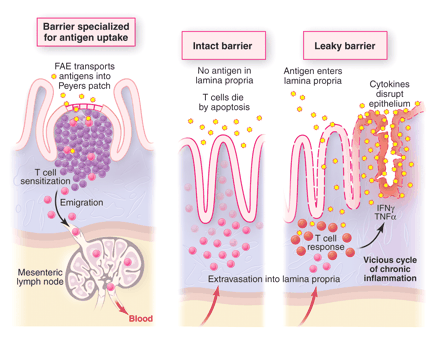 Barrier specialized
for antigen uptake
FAE transports
antigens into
Peyers patch
T cell
sensitization
Emigration
Mesenteric
lymph node
Blood
Intact barrier
No antigen in
lamina propria
T cells die
by apoptosis
Leaky barrier
Antigen enters
lamina propria
Cytokines
disrupt
epithelium
IFNγ
TNFα
T cell
response
Vicious cycle
of chronic
inflammation
Extravasation into lamina propria